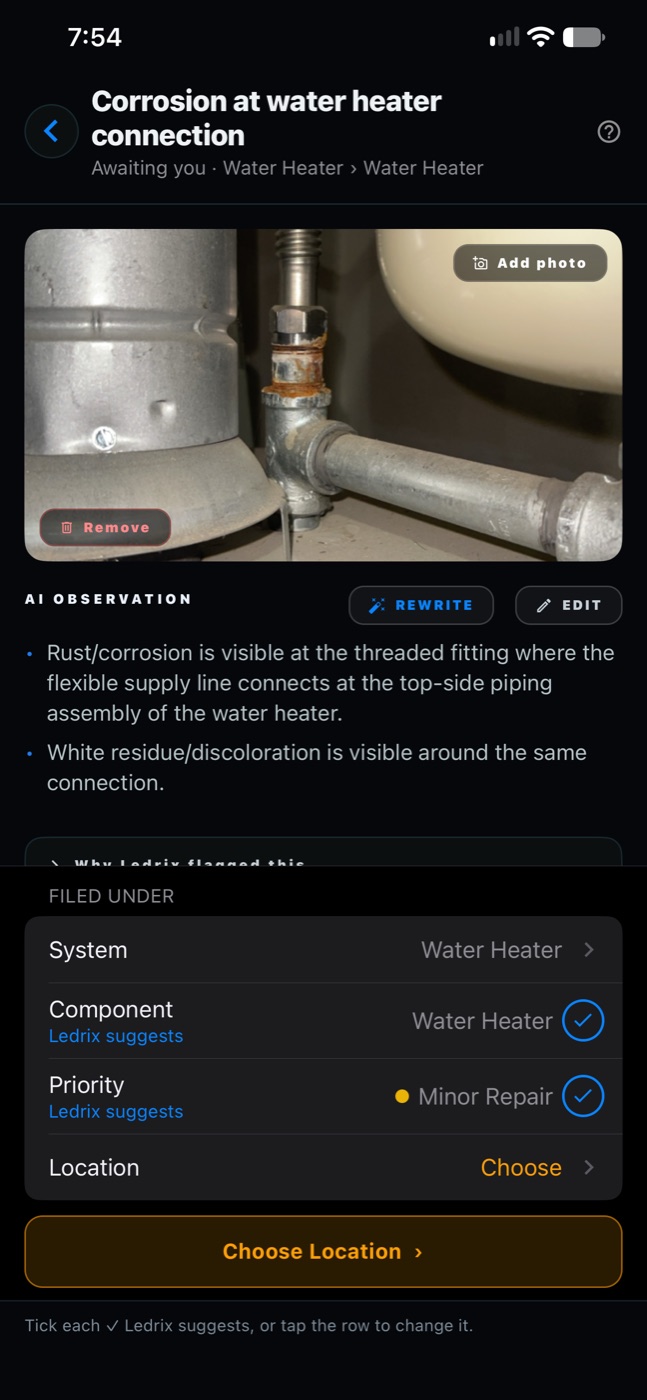 7:54
Corrosion at water heater
connection
Awaiting you · Water Heater › Water Heater
Add photo
Remove
AI OBSERVATION
REWRITE
EDIT
• Rust/corrosion is visible at the threaded fitting where the
flexible supply line connects at the top-side piping
assembly of the water heater.
• White residue/discoloration is visible around the same
connection.
Why Ledrix flagged this
FILED UNDER
System
Water Heater
Component
Ledrix suggests
Water Heater
Priority
Ledrix suggests
Minor Repair
Location
Choose
Choose Location ›
Tick each ✓ Ledrix suggests, or tap the row to change it.